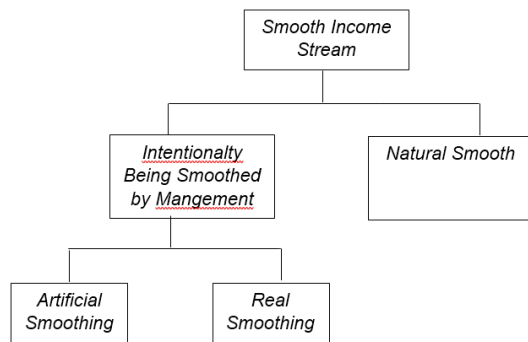 Smooth Income
Stream
Intentionalty
Being Smoothed
by Mangement
Natural Smooth
Artificial
Smoothing
Real
Smoothing